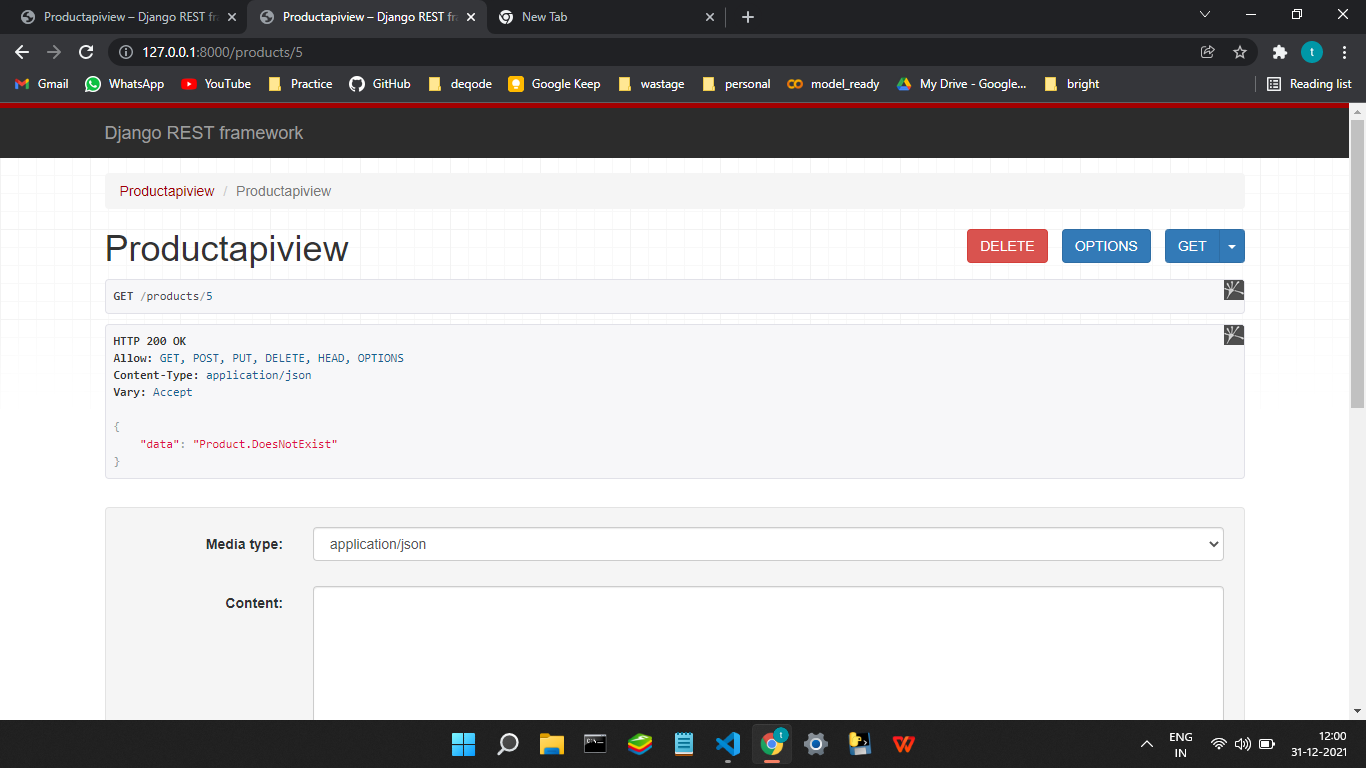 Productapiview – Django REST fr
Productapiview – Django REST fr
New Tab
127.0.0.1:8000/products/5
t
Gmail
WhatsApp
YouTube
Practice
GitHub
deqode
Google Keep
wastage
personal
model_ready
My Drive - Google...
bright
Reading list
Django REST framework
Productapiview / Productapiview
Productapiview
DELETE
OPTIONS
GET
GET /products/5
HTTP 200 OK
Allow: GET, POST, PUT, DELETE, HEAD, OPTIONS
Content-Type: application/json
Vary: Accept
{
"data": "Product.DoesNotExist"
}
Media type:
application/json
Content:
t
ENG
IN
12:00
31-12-2021